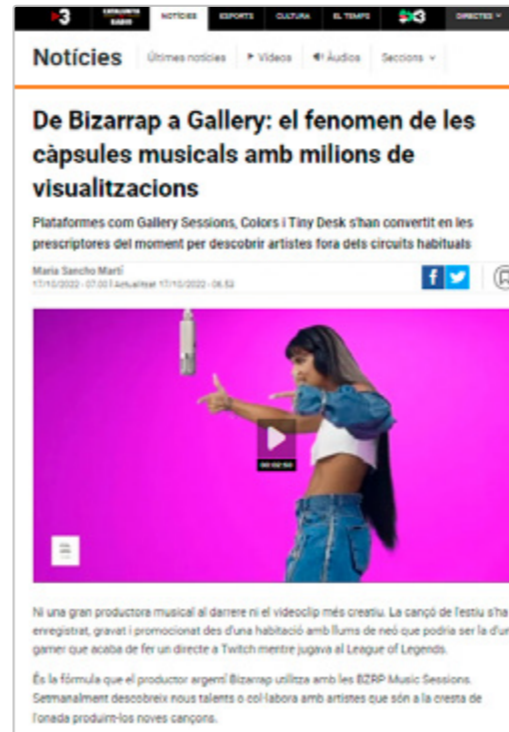 3 CATALUNYA RÀDIO NOTÍCIES ESPORTS CULTURA EL TEMPS 3 DIRECTES
Notícies Últimes notícies Vídeos Àudios Seccions
De Bizarrap a Gallery: el fenomen de les
càpsules musicals amb milions de
visualitzacions
Plataformes com Gallery Sessions, Colors i Tiny Desk s'han convertit en les
prescriptores del moment per descobrir artistes fora dels circuits habituals
Maria Sancho Martí
17/10/2022 - 07.00 | Actualitzat 17/10/2022 - 06.53
00:02:50
Ni una gran productora musical al darrere ni el videoclip més creatiu. La cançó de l'estiu s'ha
enregistrat, gravat i promocionat des d'una habitació amb llums de neó que podria ser la d'un
gamer que acaba de fer un directe a Twitch mentre jugava al League of Legends.
És la fórmula que el productor argentí Bizarrap utilitza amb les BZRP Music Sessions.
Setmanalment descobreix nous talents o col·labora amb artistes que són a la cresta de
l'onada produint-los noves cançons.